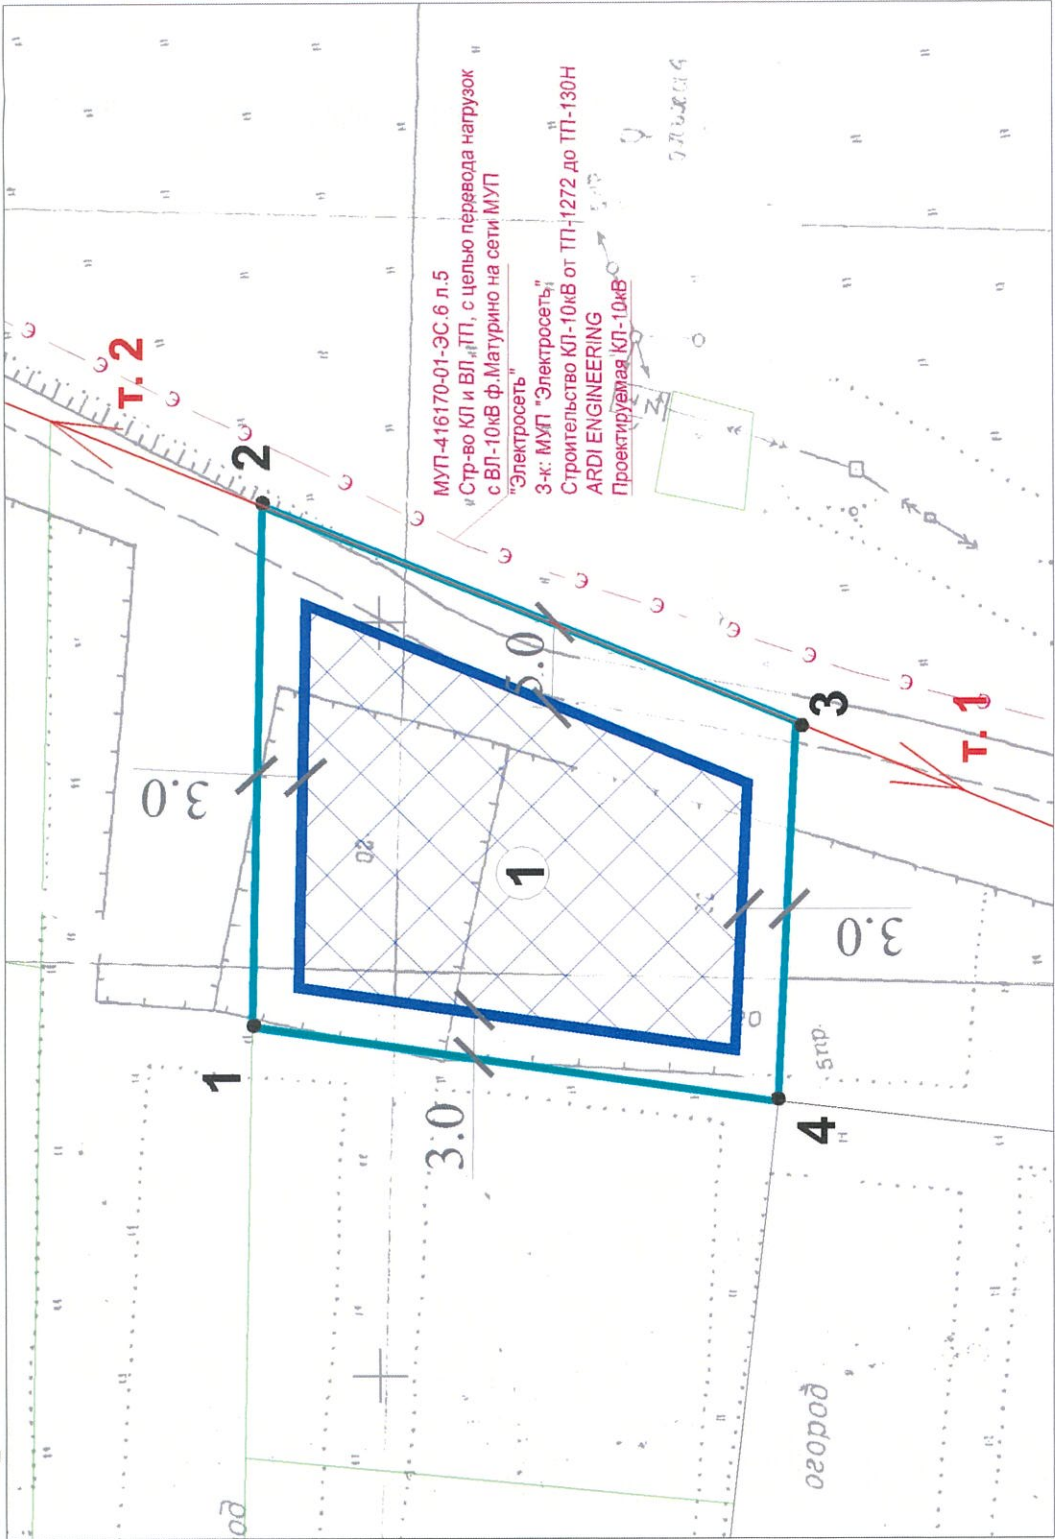 т. 2
2
МУП-416170-01-ЭС.6 л.5
Стр-во КЛ и ВЛ, ТП, с целью перевода нагрузок
с ВЛ-10кВ ф.Матурино на сети МУП
"Электросеть"
З-к: МУП "Электросеть"
Строительство КЛ-10кВ от ТП-1272 до ТП-130Н
ARDI ENGINEERING
Проектируемая КЛ-10кВ
3.0
5.0
1
3
т. 1
3.0
1
3.0
4
5пр.
огород
од